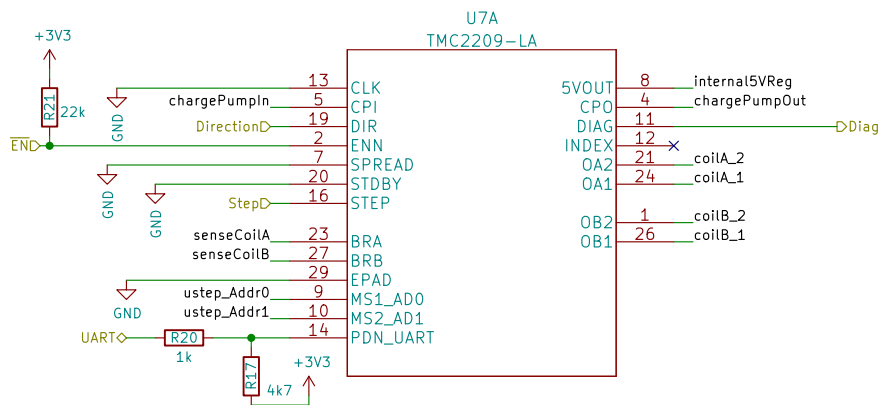 U7A
TMC2209-LA
+3V3
R21
22k
EN
GND
chargePumpIn
Direction
GND
GND
Step
senseCoilA
senseCoilB
GND
ustep_Addr0
ustep_Addr1
UART
R20
1k
R17
4k7
+3V3
13 CLK
5 CPI
19 DIR
2 ENN
7 SPREAD
20 STDBY
16 STEP
23 BRA
27 BRB
29 EPAD
9 MS1_AD0
10 MS2_AD1
14 PDN_UART
5VOUT 8 internal5VReg
CPO 4 chargePumpOut
DIAG 11 Diag
INDEX 12
OA2 21 coilA_2
OA1 24 coilA_1
OB2 1 coilB_2
OB1 26 coilB_1